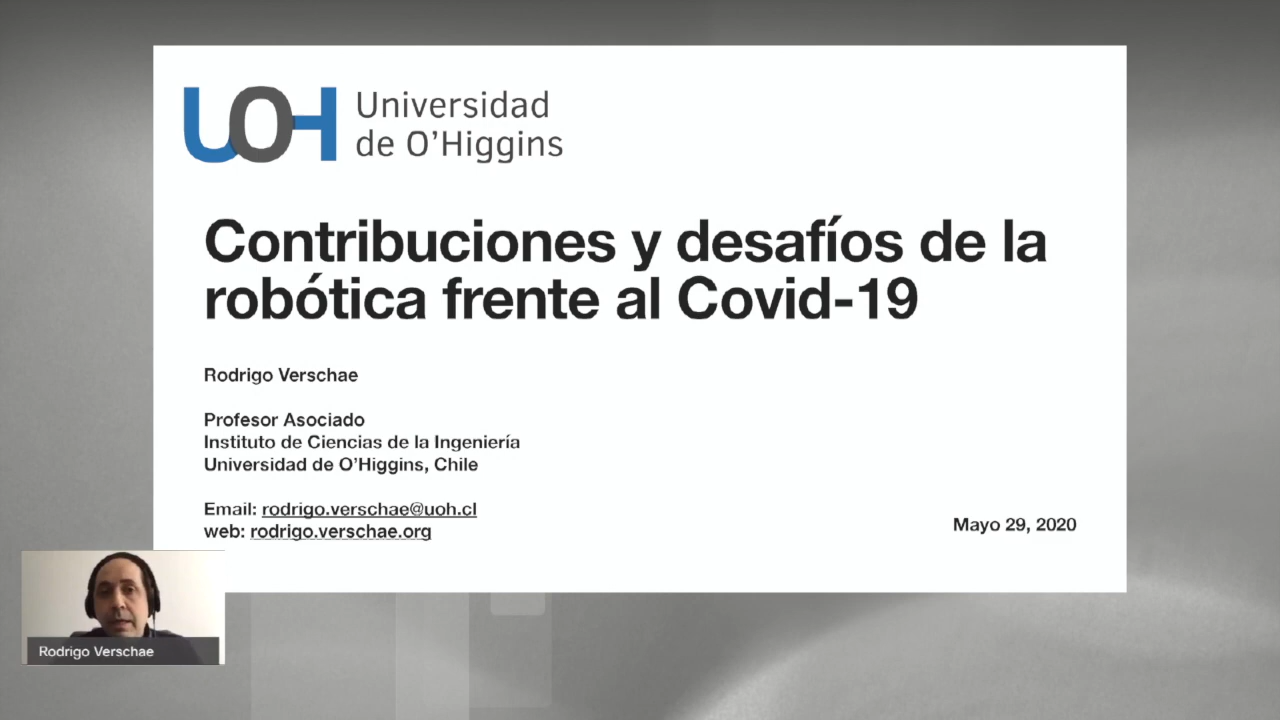 UOH Universidad
de O'Higgins
Contribuciones y desafíos de la
robótica frente al Covid-19
Rodrigo Verschae
Profesor Asociado
Instituto de Ciencias de la Ingeniería
Universidad de O'Higgins, Chile
Email: rodrigo.verschae@uoh.cl
web: rodrigo.verschae.org
Mayo 29, 2020
Rodrigo Verschae